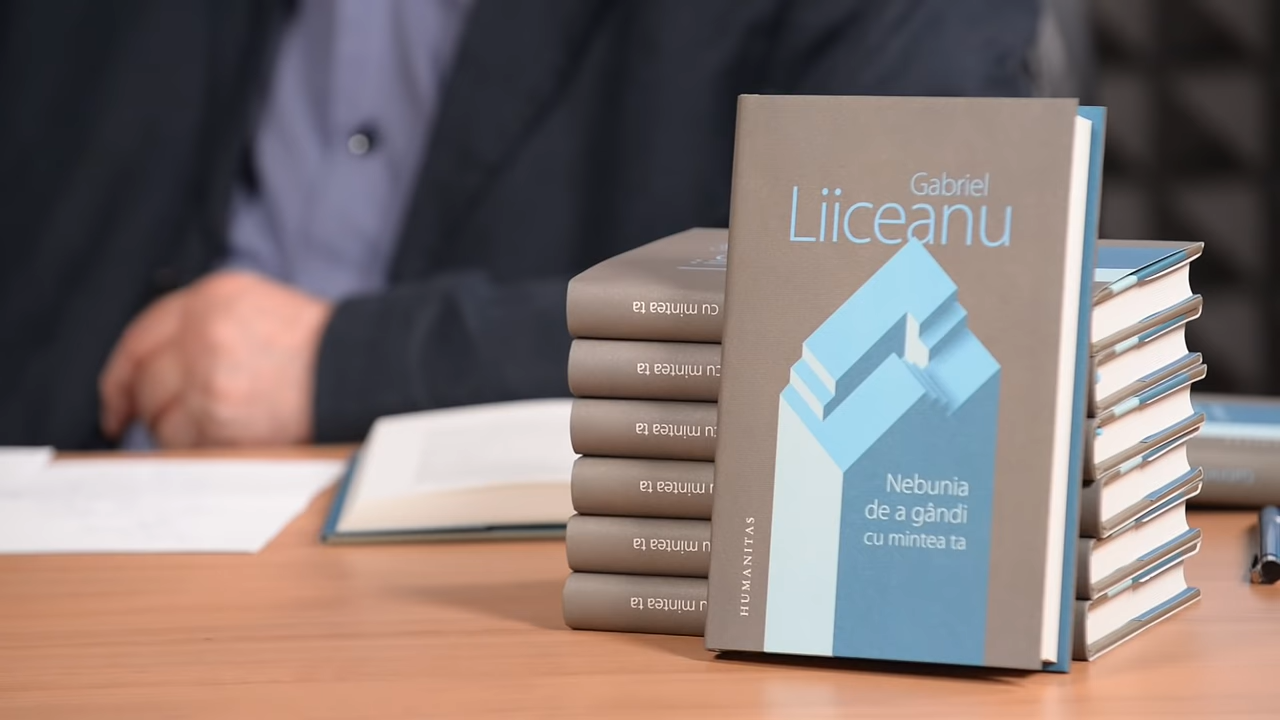 Gabriel
Liiceanu
Nebunia
de a gândi
cu mintea ta
HUMANITAS
cu mintea ta
cu mintea ta
cu mintea ta
cu mintea ta
cu mintea ta
cu mintea ta